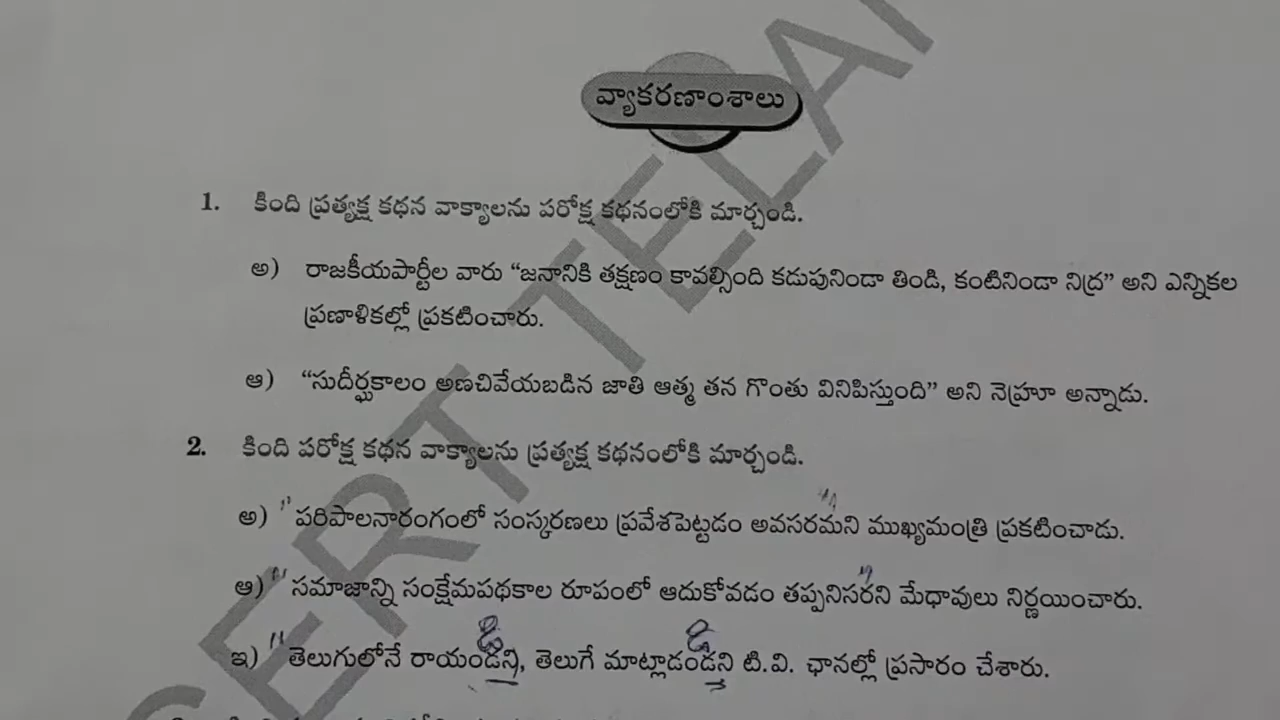 వ్యాకరణాంశాలు
1. కింది ప్రత్యక్ష కథన వాక్యాలను పరోక్ష కథనంలోకి మార్చండి.
అ) రాజకీయపార్టీల వారు “జనానికి తక్షణం కావల్సింది కడుపునిండా తిండి, కంటినిండా నిద్ర” అని ఎన్నికల
ప్రణాళికల్లో ప్రకటించారు.
ఆ) “సుదీర్ఘకాలం అణచివేయబడిన జాతి ఆత్మ తన గొంతు వినిపిస్తుంది” అని నెహ్రూ అన్నాడు.
2. కింది పరోక్ష కథన వాక్యాలను ప్రత్యక్ష కథనంలోకి మార్చండి.
అ) "పరిపాలనారంగంలో సంస్కరణలు ప్రవేశపెట్టడం అవసరమని" ముఖ్యమంత్రి ప్రకటించాడు.
ఆ) "సమాజాన్ని సంక్షేమపథకాల రూపంలో ఆదుకోవడం తప్పనిసరని" మేధావులు నిర్ణయించారు.
ఇ) "తెలుగులోనే రాయండని, తెలుగే మాట్లాడండని టి.వి. ఛానల్లో ప్రసారం చేశారు.
SERT TELAN